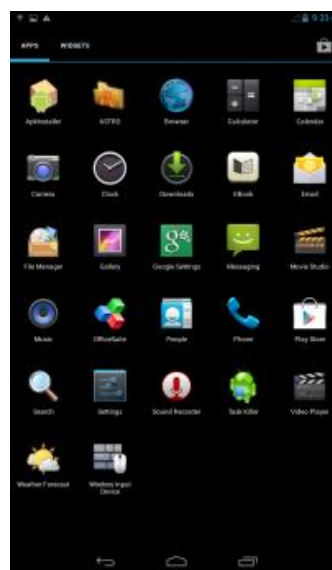 9:33
APPS WIDGETS
ApkInstaller ASTRO Browser Calculator Calendar
Camera Clock Downloads EBook Email
File Manager Gallery Google Settings Messaging Movie Studio
Music OfficeSuite People Phone Play Store
Search Settings Sound Recorder Task Killer Video Player
Weather Forecast Wireless Input
Device